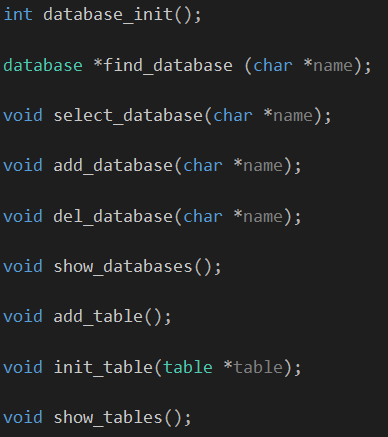 int database_init();
database *find_database (char *name);
void select_database(char *name);
void add_database(char *name);
void del_database(char *name);
void show_databases();
void add_table();
void init_table(table *table);
void show_tables();